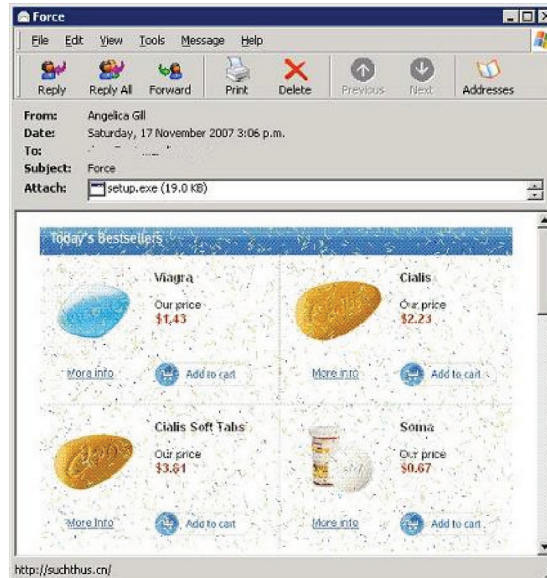 Force
File Edit View Tools Message Help
Reply Reply All Forward Print Delete Previous Next Addresses
From: Angelica Gill
Date: Saturday, 17 November 2007 3:06 p.m.
To:
Subject: Force
Attach: setup.exe (19.0 KB)
Today's Bestsellers
Viagra Cialis
Our price Our price
$1,43 $2.23
More info Add to cart More info Add to cart
Cialis Soft Tabs Soma
Our price Our price
$3.61 $0.67
More info Add to cart More info Add to cart
http://suchthus.cn/